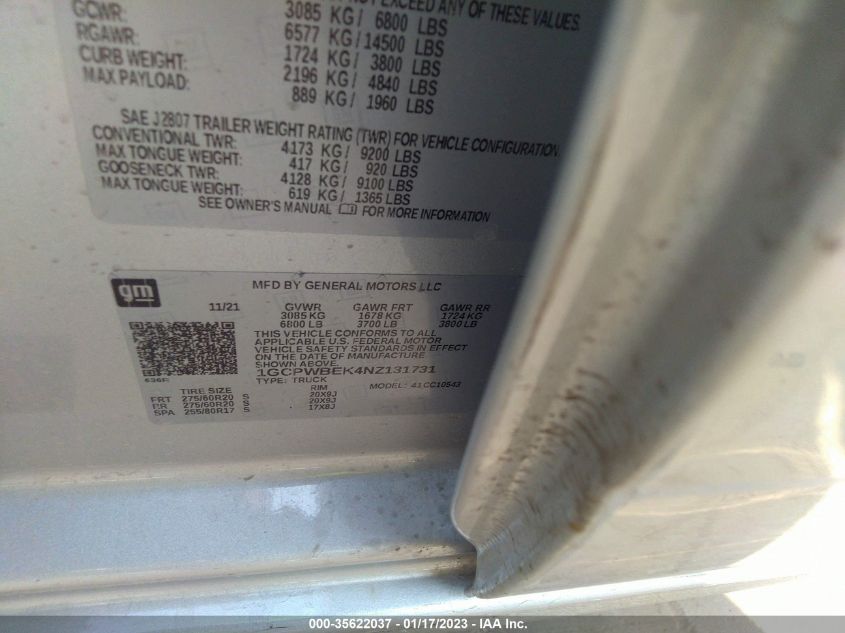 NOT EXCEED ANY OF THESE VALUES.
GCWR: 3085 KG / 6800 LBS
RGAWR: 6577 KG / 14500 LBS
CURB WEIGHT: 1724 KG / 3800 LBS
MAX PAYLOAD: 2196 KG / 4840 LBS
889 KG / 1960 LBS
SAE J2807 TRAILER WEIGHT RATING (TWR) FOR VEHICLE CONFIGURATION
CONVENTIONAL TWR: 4173 KG / 9200 LBS
MAX TONGUE WEIGHT: 417 KG / 920 LBS
GOOSENECK TWR: 4128 KG / 9100 LBS
MAX TONGUE WEIGHT: 619 KG / 1365 LBS
SEE OWNER'S MANUAL FOR MORE INFORMATION
gm
MFD BY GENERAL MOTORS LLC
11/21 GVWR GAWR FRT GAWR RR
3085 KG 1678 KG 1724 KG
6800 LB 3700 LB 3800 LB
THIS VEHICLE CONFORMS TO ALL
APPLICABLE U.S. FEDERAL MOTOR
VEHICLE SAFETY STANDARDS IN EFFECT
ON THE DATE OF MANUFACTURE
1GCPWBEK4NZ131731
TYPE: TRUCK MODEL: 41CC10543
TIRE SIZE RIM
FRT 275/60R20 S 20X9J
RR 275/60R20 S 20X9J
SPA 255/80R17 S 17X8J
000-35622037 - 01/17/2023 - IAA Inc.